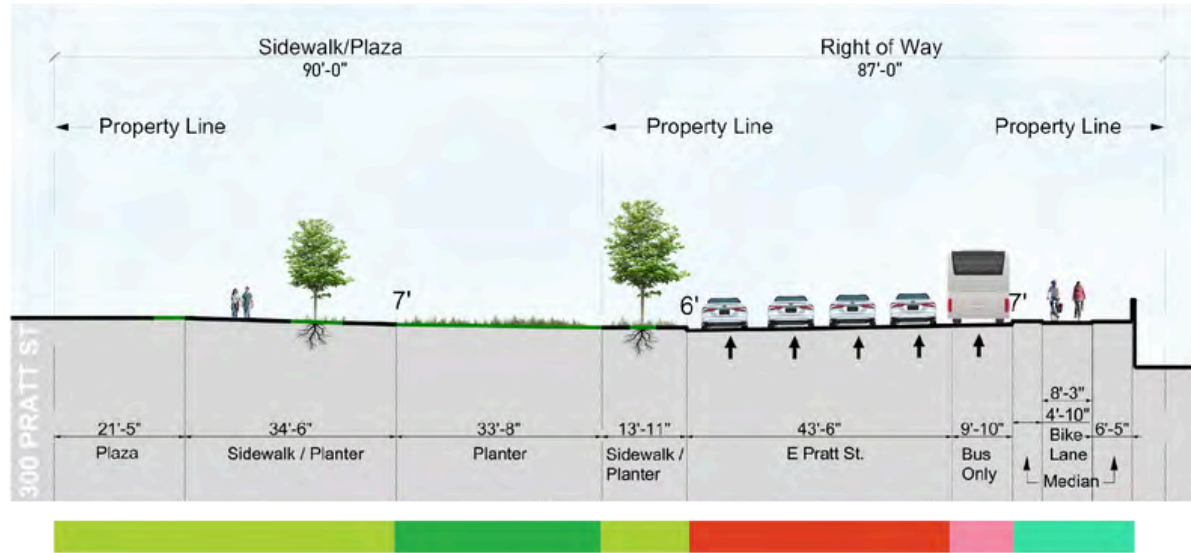 Sidewalk/Plaza
90'-0"
Right of Way
87'-0"
Property Line
Property Line
Property Line
7'
6'
7'
300 PRATT ST
8'-3"
21'-5"
34'-6"
33'-8"
13'-11"
43'-6"
9'-10"
4'-10"
6'-5"
Plaza
Sidewalk / Planter
Planter
Sidewalk /
Planter
E Pratt St.
Bus
Only
Bike
Lane
Median